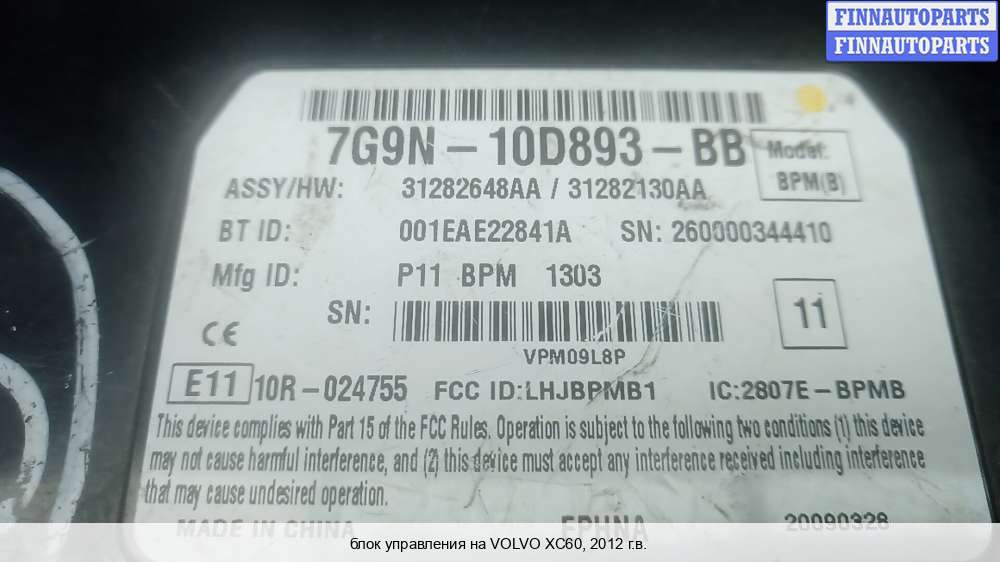 FINNAUTOPARTS
FINNAUTOPARTS
7G9N-10D893-BB
Model:
BPM(B)
ASSY/HW: 31282648AA / 31282130AA
BT ID: 001EAE22841A SN: 260000344410
Mfg ID: P11 BPM 1303
SN:
11
VPM09L8P
E11 10R-024755 FCC ID:LHJBPMB1 IC:2807E-BPMB
This device complies with Part 15 of the FCC Rules. Operation is subject to the following two conditions (1) this device
may not cause harmful interference, and (2) this device must accept any interference received including interference
that may cause undesired operation.
MADE IN CHINA EPHNA 20090328
блок управления на VOLVO XC60, 2012 г.в.